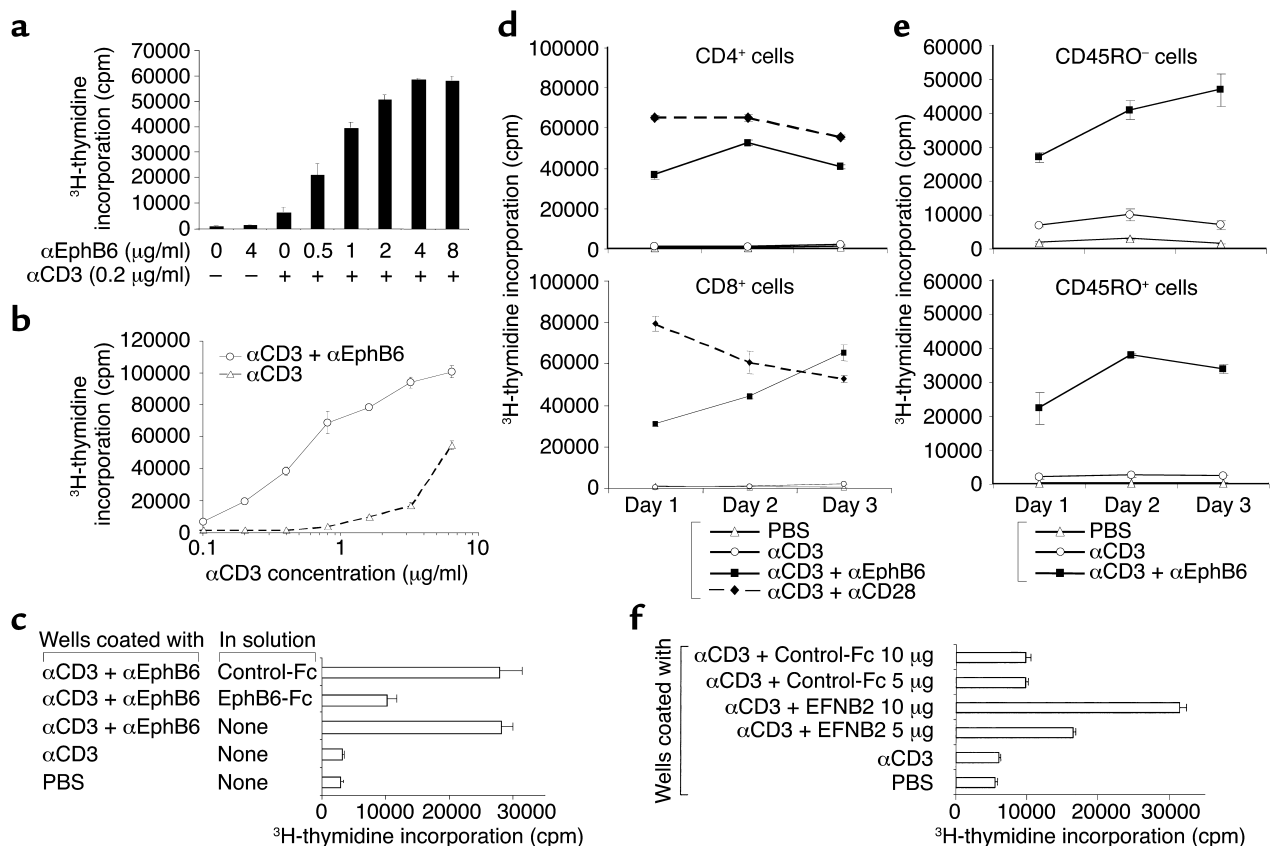 a
³H-thymidine
incorporation (cpm)
70000
60000
50000
40000
30000
20000
10000
0
αEphB6 (μg/ml) 0 4 0 0.5 1 2 4 8
αCD3 (0.2 μg/ml) – – + + + + + +
b
³H-thymidine
incorporation (cpm)
120000
100000
80000
60000
40000
20000
0
αCD3 + αEphB6
αCD3
0.1 1 10
αCD3 concentration (μg/ml)
c
Wells coated with In solution
αCD3 + αEphB6 Control-Fc
αCD3 + αEphB6 EphB6-Fc
αCD3 + αEphB6 None
αCD3 None
PBS None
0 10000 20000 30000
³H-thymidine incorporation (cpm)
d
³H-thymidine incorporation (cpm)
CD4⁺ cells
100000
80000
60000
40000
20000
0
CD8⁺ cells
100000
80000
60000
40000
20000
0
Day 1 Day 2 Day 3
PBS
αCD3
αCD3 + αEphB6
αCD3 + αCD28
e
³H-thymidine incorporation (cpm)
CD45RO⁻ cells
60000
50000
40000
30000
20000
10000
0
CD45RO⁺ cells
60000
50000
40000
30000
20000
10000
0
Day 1 Day 2 Day 3
PBS
αCD3
αCD3 + αEphB6
f
Wells coated with
αCD3 + Control-Fc 10 μg
αCD3 + Control-Fc 5 μg
αCD3 + EFNB2 10 μg
αCD3 + EFNB2 5 μg
αCD3
PBS
0 10000 20000 30000
³H-thymidine incorporation (cpm)